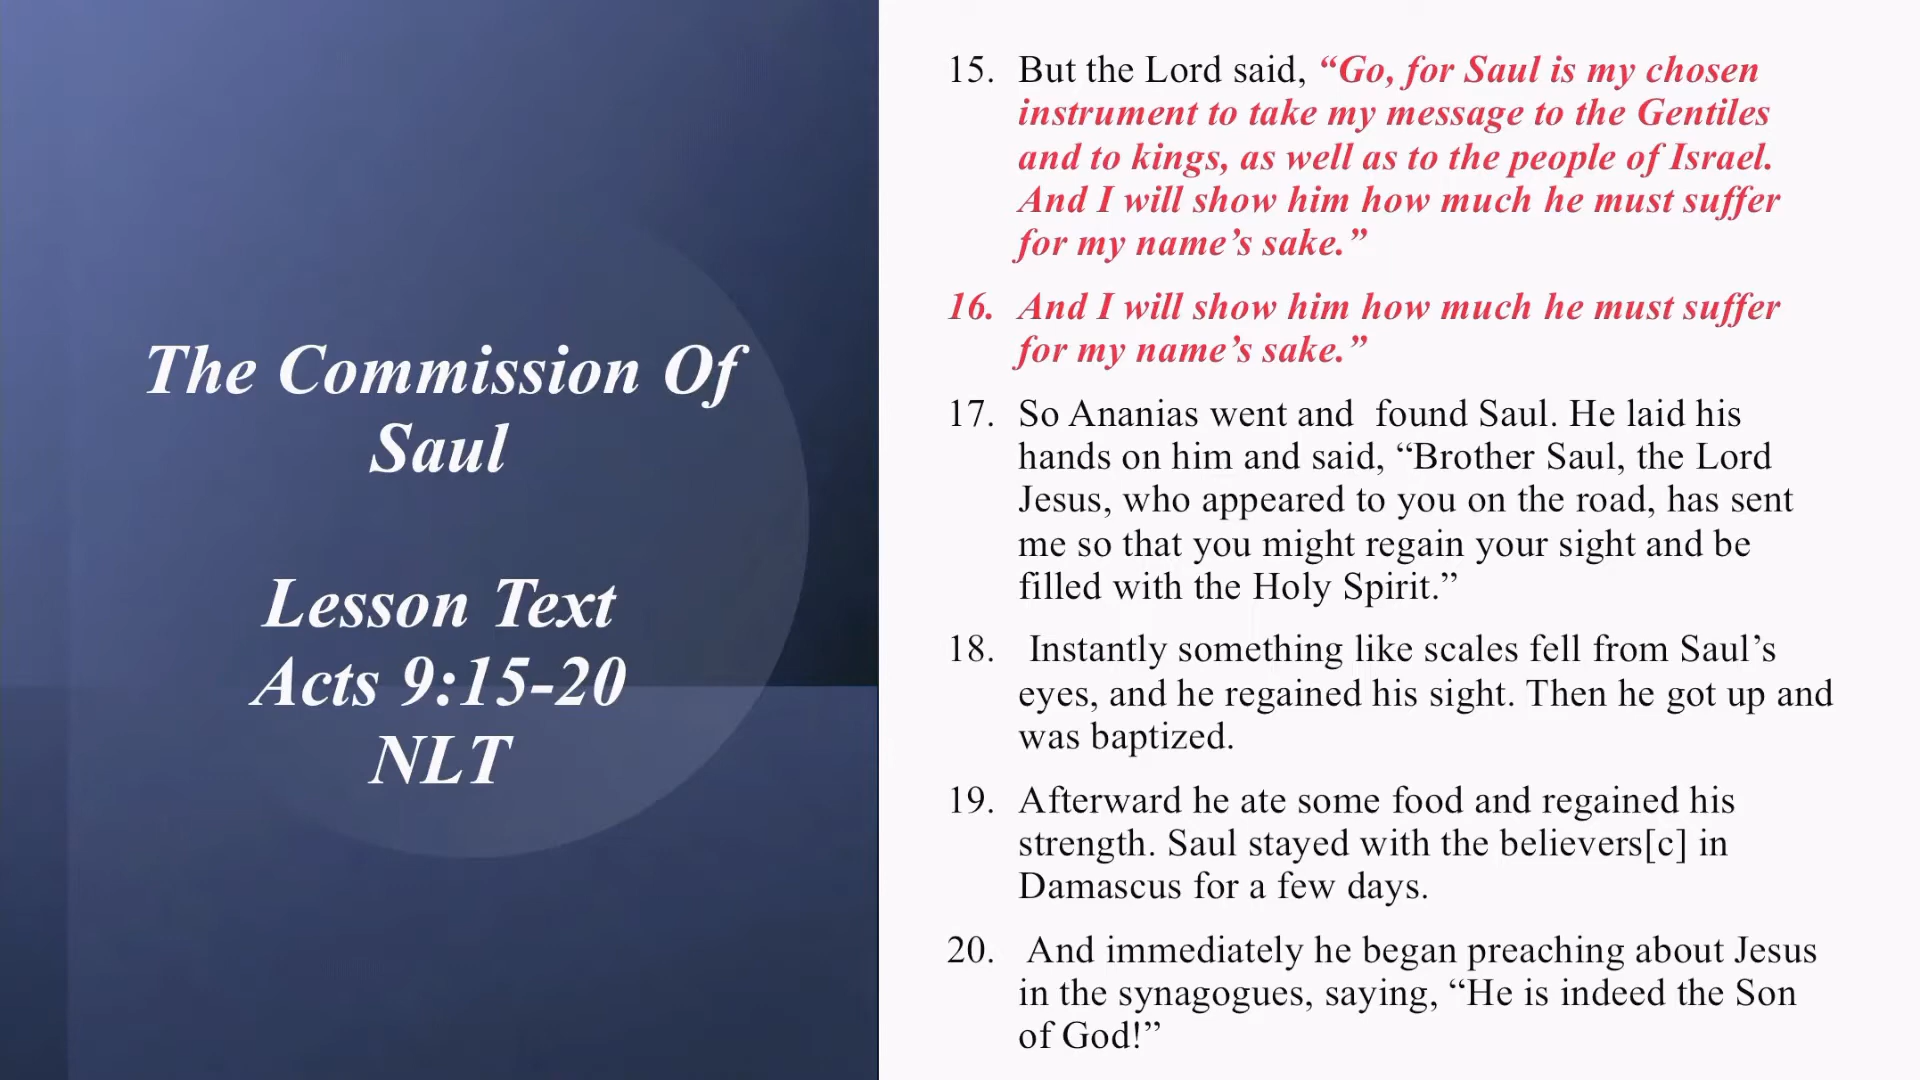 The Commission Of
Saul
Lesson Text
Acts 9:15-20
NLT
15. But the Lord said, “Go, for Saul is my chosen
instrument to take my message to the Gentiles
and to kings, as well as to the people of Israel.
And I will show him how much he must suffer
for my name’s sake.”
16. And I will show him how much he must suffer
for my name’s sake.”
17. So Ananias went and  found Saul. He laid his
hands on him and said, “Brother Saul, the Lord
Jesus, who appeared to you on the road, has sent
me so that you might regain your sight and be
filled with the Holy Spirit.”
18. Instantly something like scales fell from Saul’s
eyes, and he regained his sight. Then he got up and
was baptized.
19. Afterward he ate some food and regained his
strength. Saul stayed with the believers[c] in
Damascus for a few days.
20. And immediately he began preaching about Jesus
in the synagogues, saying, “He is indeed the Son
of God!”